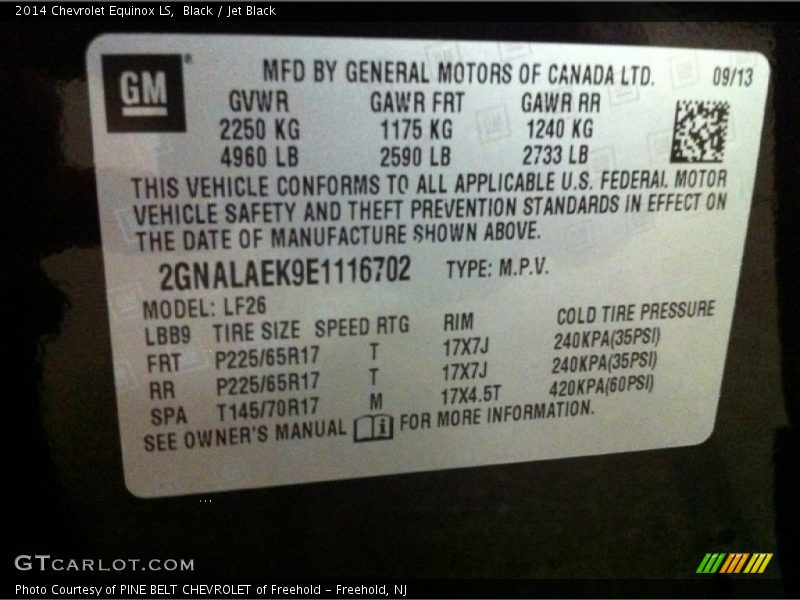 2014 Chevrolet Equinox LS,  Black / Jet Black
GM®
MFD BY GENERAL MOTORS OF CANADA LTD. 09/13
GVWR GAWR FRT GAWR RR
2250 KG 1175 KG 1240 KG
4960 LB 2590 LB 2733 LB
THIS VEHICLE CONFORMS TO ALL APPLICABLE U.S. FEDERAL MOTOR
VEHICLE SAFETY AND THEFT PREVENTION STANDARDS IN EFFECT ON
THE DATE OF MANUFACTURE SHOWN ABOVE.
2GNALAEK9E1116702 TYPE: M.P.V.
MODEL: LF26
LBB9 TIRE SIZE SPEED RTG RIM COLD TIRE PRESSURE
FRT P225/65R17 T 17X7J 240KPA(35PSI)
RR P225/65R17 T 17X7J 240KPA(35PSI)
SPA T145/70R17 M 17X4.5T 420KPA(60PSI)
SEE OWNER'S MANUAL FOR MORE INFORMATION.
...
GTCARLOT.COM
Photo Courtesy of PINE BELT CHEVROLET of Freehold - Freehold, NJ